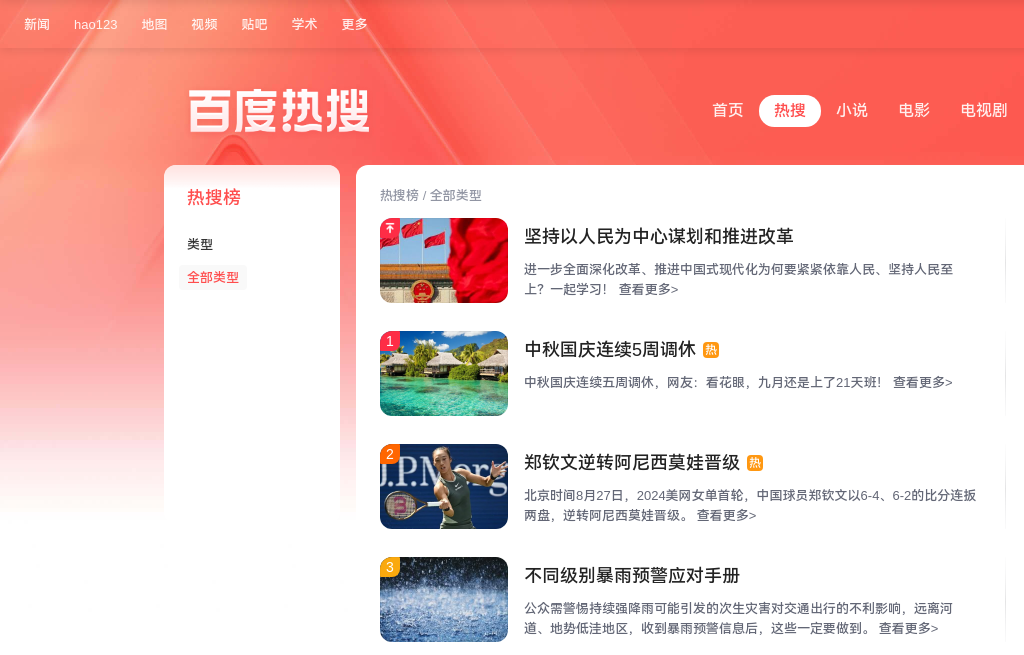 新闻 hao123 地图 视频 贴吧 学术 更多
百度热搜
首页 热搜 小说 电影 电视剧
热搜榜
类型
全部类型
热搜榜 / 全部类型
坚持以人民为中心谋划和推进改革
进一步全面深化改革、推进中国式现代化为何要紧紧依靠人民、坚持人民至
上？一起学习！ 查看更多>
1
中秋国庆连续5周调休 热
中秋国庆连续五周调休，网友：看花眼，九月还是上了21天班！ 查看更多>
2
J.P.Morg
郑钦文逆转阿尼西莫娃晋级 热
北京时间8月27日，2024美网女单首轮，中国球员郑钦文以6-4、6-2的比分连扳
两盘，逆转阿尼西莫娃晋级。 查看更多>
3
不同级别暴雨预警应对手册
公众需警惕持续强降雨可能引发的次生灾害对交通出行的不利影响，远离河
道、地势低洼地区，收到暴雨预警信息后，这些一定要做到。 查看更多>